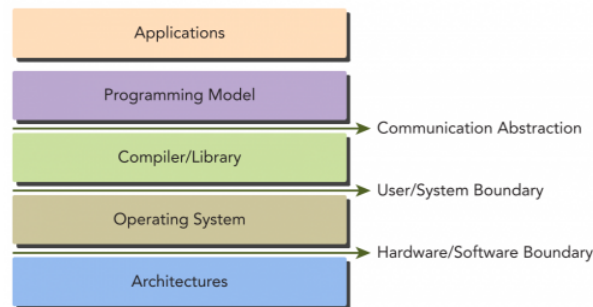 Applications
Programming Model
Communication Abstraction
Compiler/Library
User/System Boundary
Operating System
Hardware/Software Boundary
Architectures